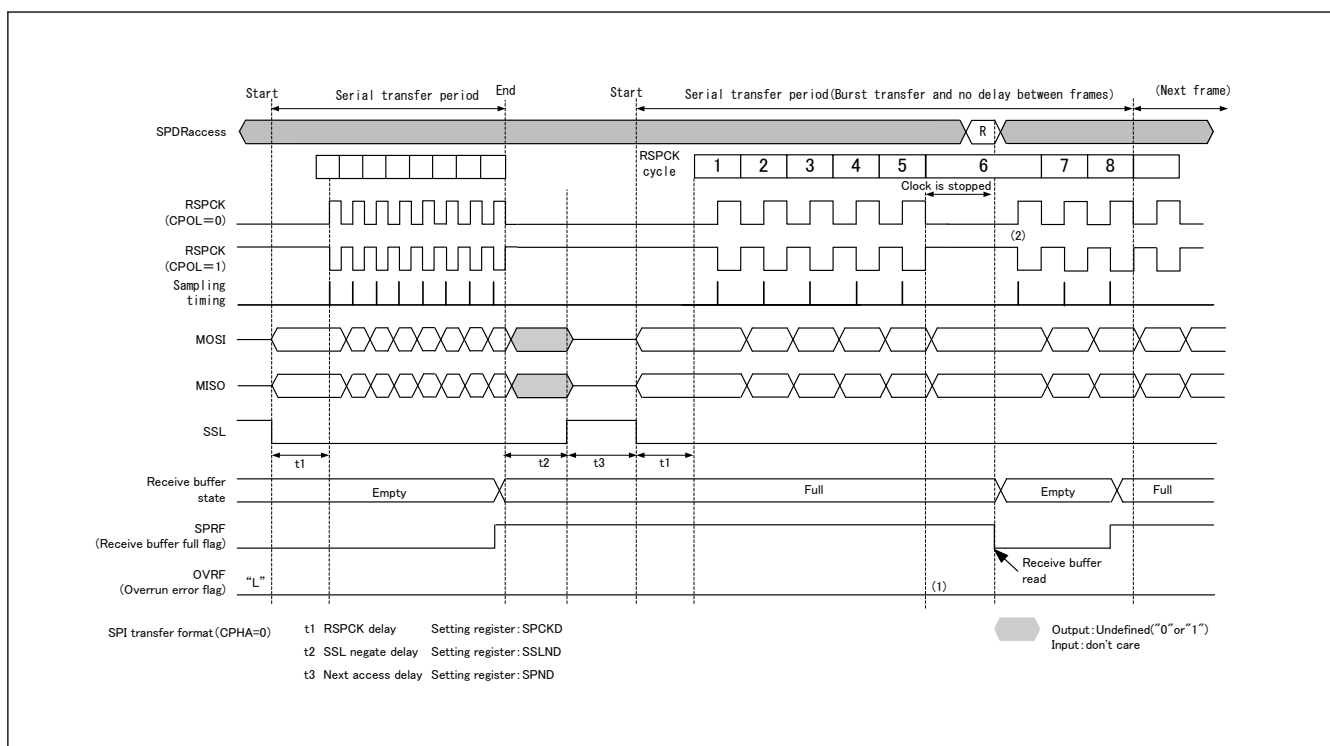 Start
Serial transfer period
End
Start
Serial transfer period(Burst transfer and no delay between frames)
(Next frame)
SPDRaccess
R
RSPCK
cycle
1 2 3 4 5 6 7 8
Clock is stopped
RSPCK
(CPOL=0)
(2)
RSPCK
(CPOL=1)
Sampling
timing
MOSI
MISO
SSL
t1 t2 t3 t1
Receive buffer
state
Empty Full Empty Full
SPRF
(Receive buffer full flag)
Receive buffer
read
OVRF
(Overrun error flag)
“L”
(1)
SPI transfer format(CPHA=0)
t1 RSPCK delay Setting register:SPCKD
t2 SSL negate delay Setting register:SSLND
t3 Next access delay Setting register:SPND
Output:Undefined("0"or"1")
Input:don't care